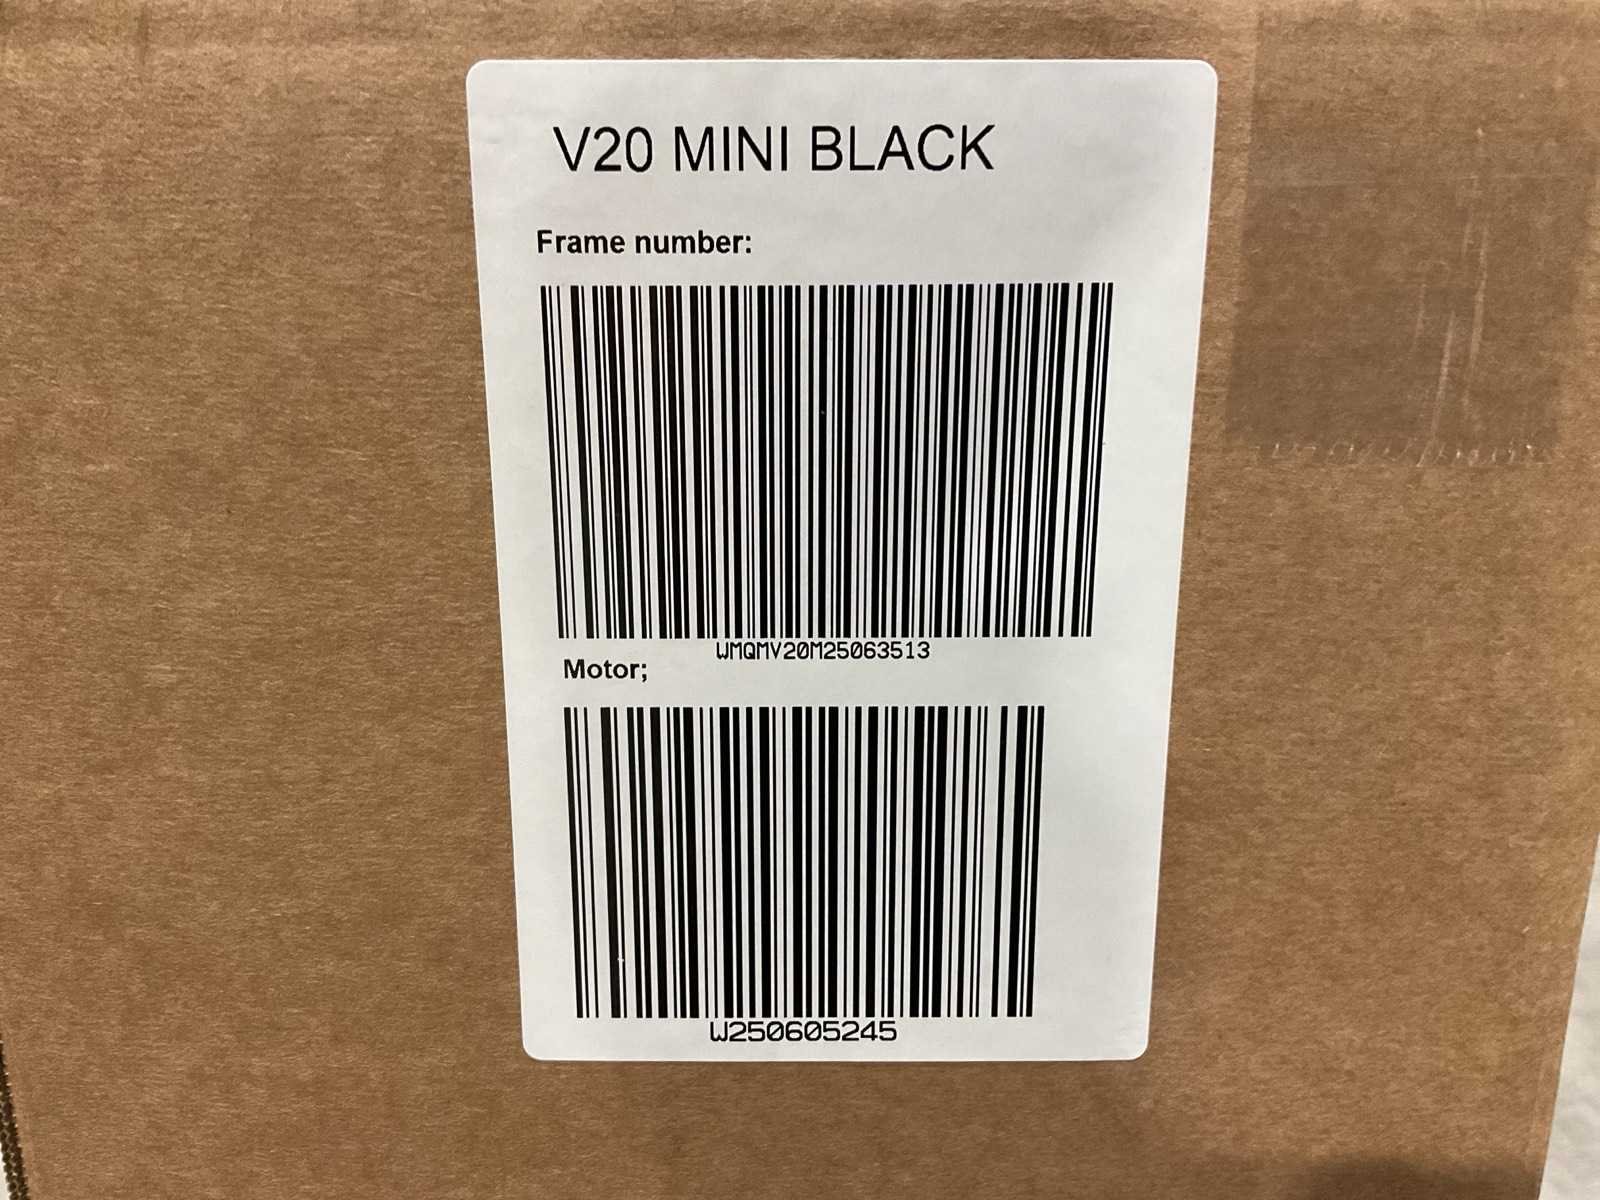 V20 MINI BLACK
Frame number:
WMQMV20M25063513
Motor;
W250605245